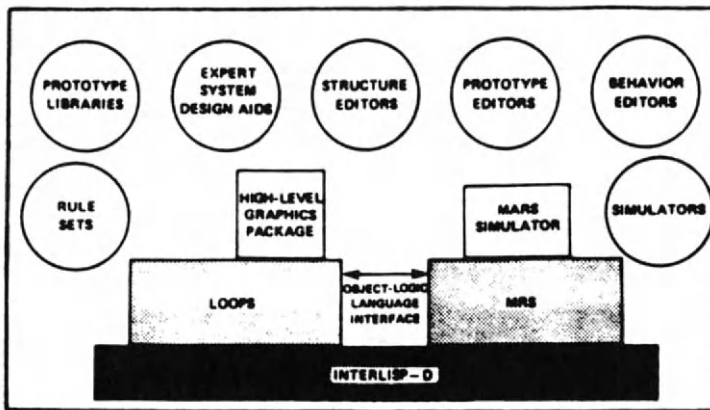 PROTOTYPE
LIBRARIES
EXPERT
SYSTEM
DESIGN AIDS
STRUCTURE
EDITORS
PROTOTYPE
EDITORS
BEHAVIOR
EDITORS
RULE
SETS
HIGH-LEVEL
GRAPHICS
PACKAGE
MARS
SIMULATOR
SIMULATORS
LOOPS
OBJECT-LOGIC
LANGUAGE
INTERFACE
MRS
INTERLISP-D